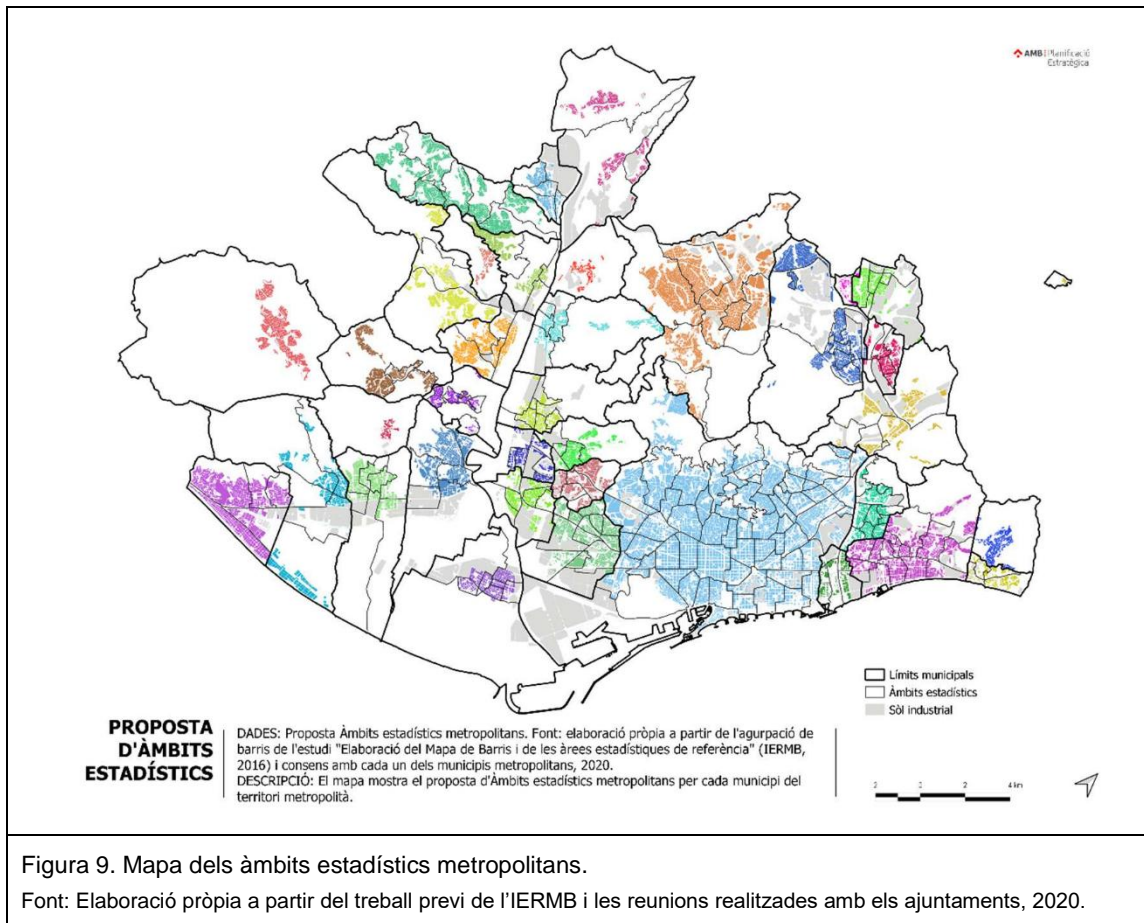 AMB Planificació
Estratègica
Límits municipals
Àmbits estadístics
Sòl industrial
PROPOSTA
D'ÀMBITS
ESTADÍSTICS
DADES: Proposta Àmbits estadístics metropolitans. Font: elaboració pròpia a partir de l'agurpació de
barris de l'estudi "Elaboració del Mapa de Barris i de les àrees estadístiques de referència" (IERMB,
2016) i consens amb cada un dels municipis metropolitans, 2020.
DESCRIPCIÓ: El mapa mostra el proposta d'Àmbits estadístics metropolitans per cada municipi del
territori metropolità.
2 4 km
Figura 9. Mapa dels àmbits estadístics metropolitans.
Font: Elaboració pròpia a partir del treball previ de l'IERMB i les reunions realitzades amb els ajuntaments, 2020.